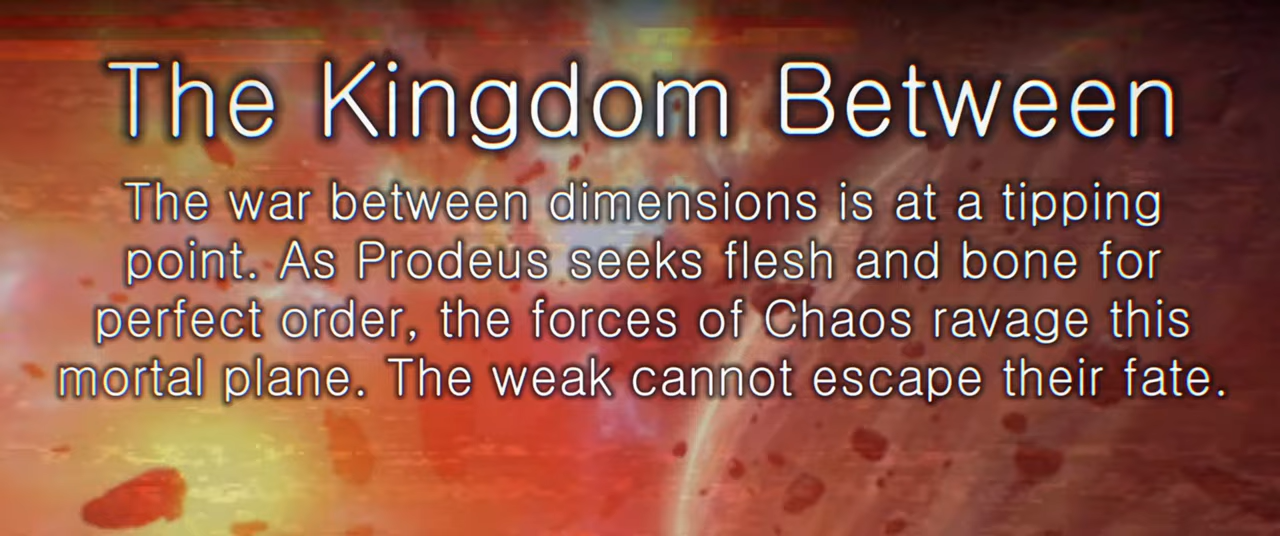 The Kingdom Between
The war between dimensions is at a tipping
point. As Prodeus seeks flesh and bone for
perfect order, the forces of Chaos ravage this
mortal plane. The weak cannot escape their fate.